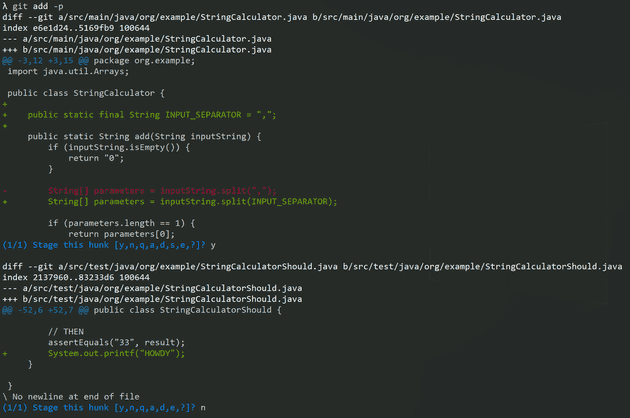 λ git add -p
diff --git a/src/main/java/org/example/StringCalculator.java b/src/main/java/org/example/StringCalculator.java
index e6e1d24..5169fb9 100644
--- a/src/main/java/org/example/StringCalculator.java
+++ b/src/main/java/org/example/StringCalculator.java
@@ -3,12 +3,15 @@ package org.example;
 import java.util.Arrays;

 public class StringCalculator {
+
+    public static final String INPUT_SEPARATOR = ",";
+
     public static String add(String inputString) {
         if (inputString.isEmpty()) {
             return "0";
         }

-        String[] parameters = inputString.split(",");
+        String[] parameters = inputString.split(INPUT_SEPARATOR);

         if (parameters.length == 1) {
             return parameters[0];
(1/1) Stage this hunk [y,n,q,a,d,s,e,?]? y

diff --git a/src/test/java/org/example/StringCalculatorShould.java b/src/test/java/org/example/StringCalculatorShould.java
index 2137960..83233d6 100644
--- a/src/test/java/org/example/StringCalculatorShould.java
+++ b/src/test/java/org/example/StringCalculatorShould.java
@@ -52,6 +52,7 @@ public class StringCalculatorShould {

         // THEN
         assertEquals("33", result);
+        System.out.printf("HOWDY");
     }

 }
\ No newline at end of file
(1/1) Stage this hunk [y,n,q,a,d,e,?]? n